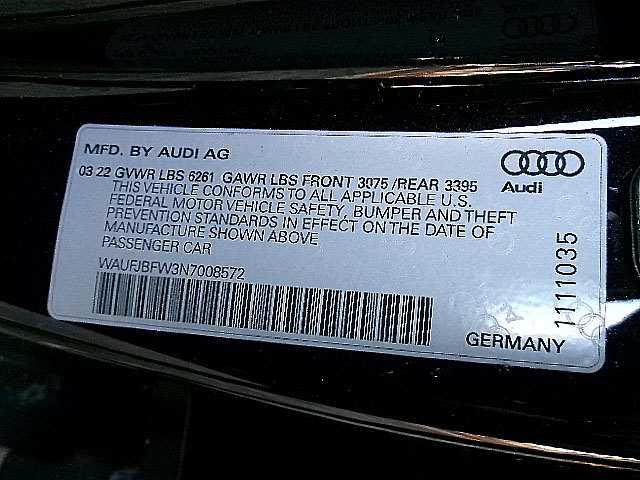 MFD. BY AUDI AG
03 22 GVWR LBS 6261 GAWR LBS FRONT 3075 /REAR 3395
THIS VEHICLE CONFORMS TO ALL APPLICABLE U.S.
FEDERAL MOTOR VEHICLE SAFETY, BUMPER AND THEFT
PREVENTION STANDARDS IN EFFECT ON THE DATE OF
MANUFACTURE SHOWN ABOVE
PASSENGER CAR
WAUFJBFW3N7008572
Audi
1111035
GERMANY